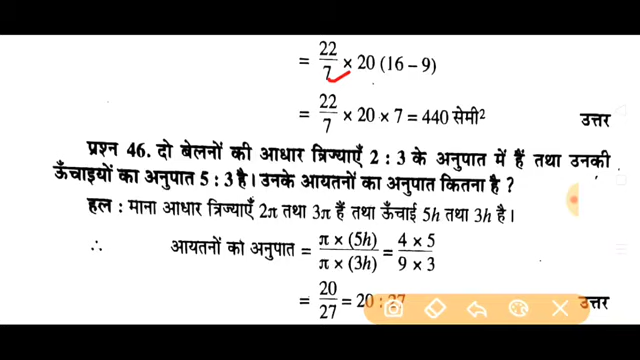 = 22/7 × 20 (16 – 9)
= 22/7 × 20 × 7 = 440 सेमी² उत्तर
प्रश्न 46. दो बेलनों की आधार त्रिज्याएँ 2 : 3 के अनुपात में हैं तथा उनकी
ऊँचाइयों का अनुपात 5 : 3 है। उनके आयतनों का अनुपात कितना है ?
हल : माना आधार त्रिज्याएँ 2π तथा 3π हैं तथा ऊँचाई 5h तथा 3h है।
∴ आयतनों को अनुपात = π × (5h)/π × (3h) = 4 × 5/9 × 3
= 20/27 = 20 : 27 उत्तर